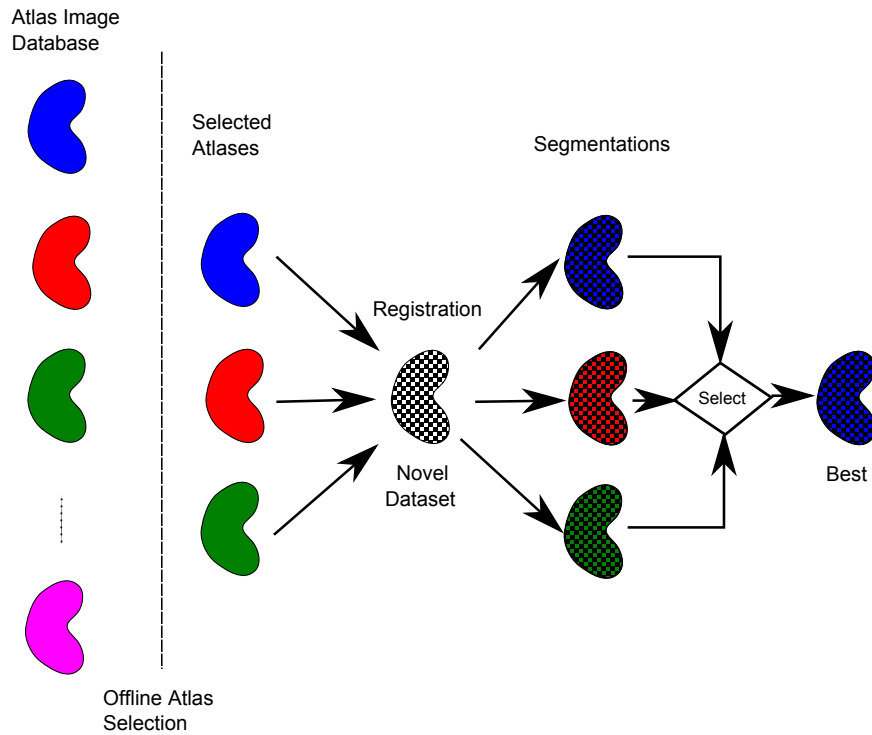 Atlas Image
Database
Selected
Atlases
Segmentations
Registration
Select
Novel
Dataset
Best
Offline Atlas
Selection